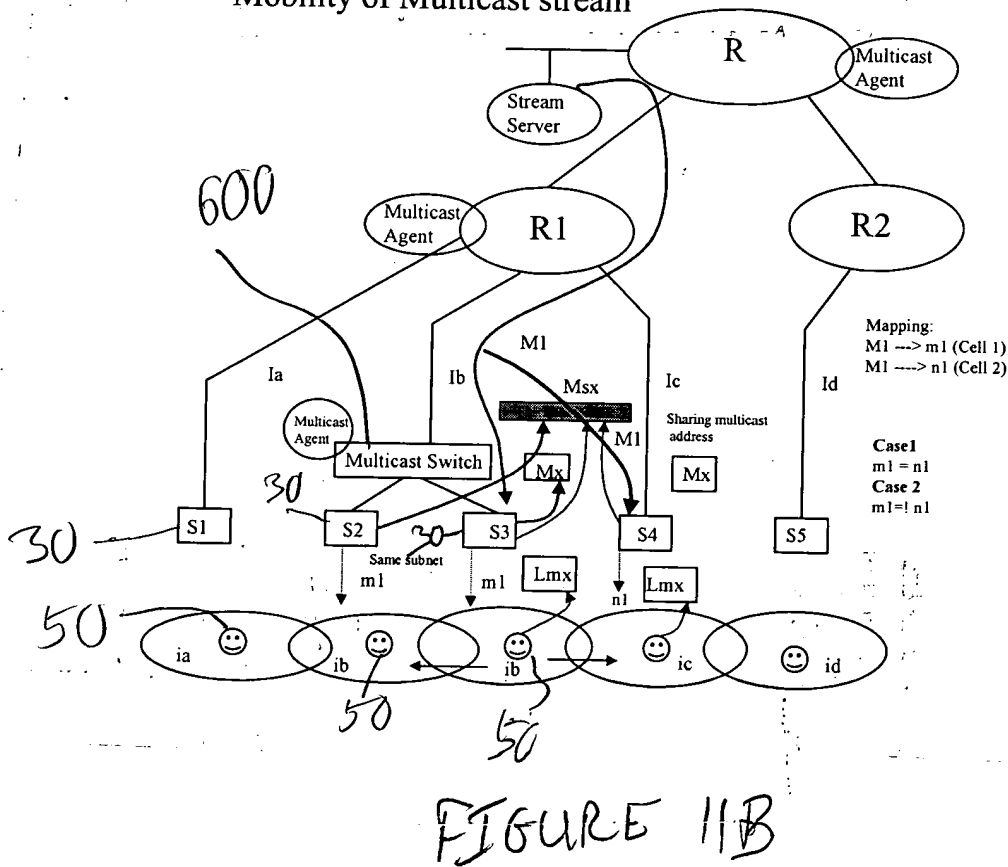 Mobility of Multicast stream
R
Multicast
Agent
Stream
Server
600
Multicast
Agent
R1
R2
Mapping:
M1 ---> m1 (Cell 1)
M1 ----> n1 (Cell 2)
M1
Ia
Ib
Msx
Ic
Id
Sharing multicast
address
M1
Multicast
Agent
Multicast Switch
Mx
Mx
Case1
m1 = n1
Case 2
m1=! n1
30
30
30
S1
S2
S3
S4
S5
Same subnet
m1
m1
Lmx
n1
Lmx
50
ia
ib
ib
ic
id
50
50
FIGURE 11B